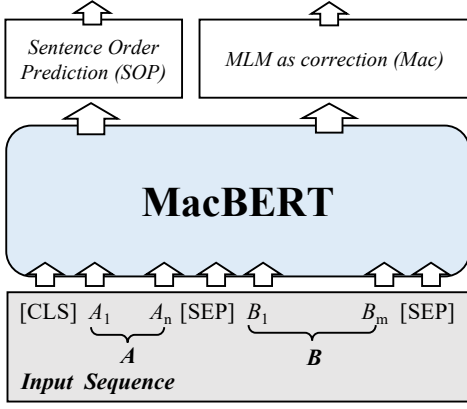 Sentence Order
Prediction (SOP)
MLM as correction (Mac)
MacBERT
[CLS] A1 An [SEP] B1 Bm [SEP]
A B
Input Sequence